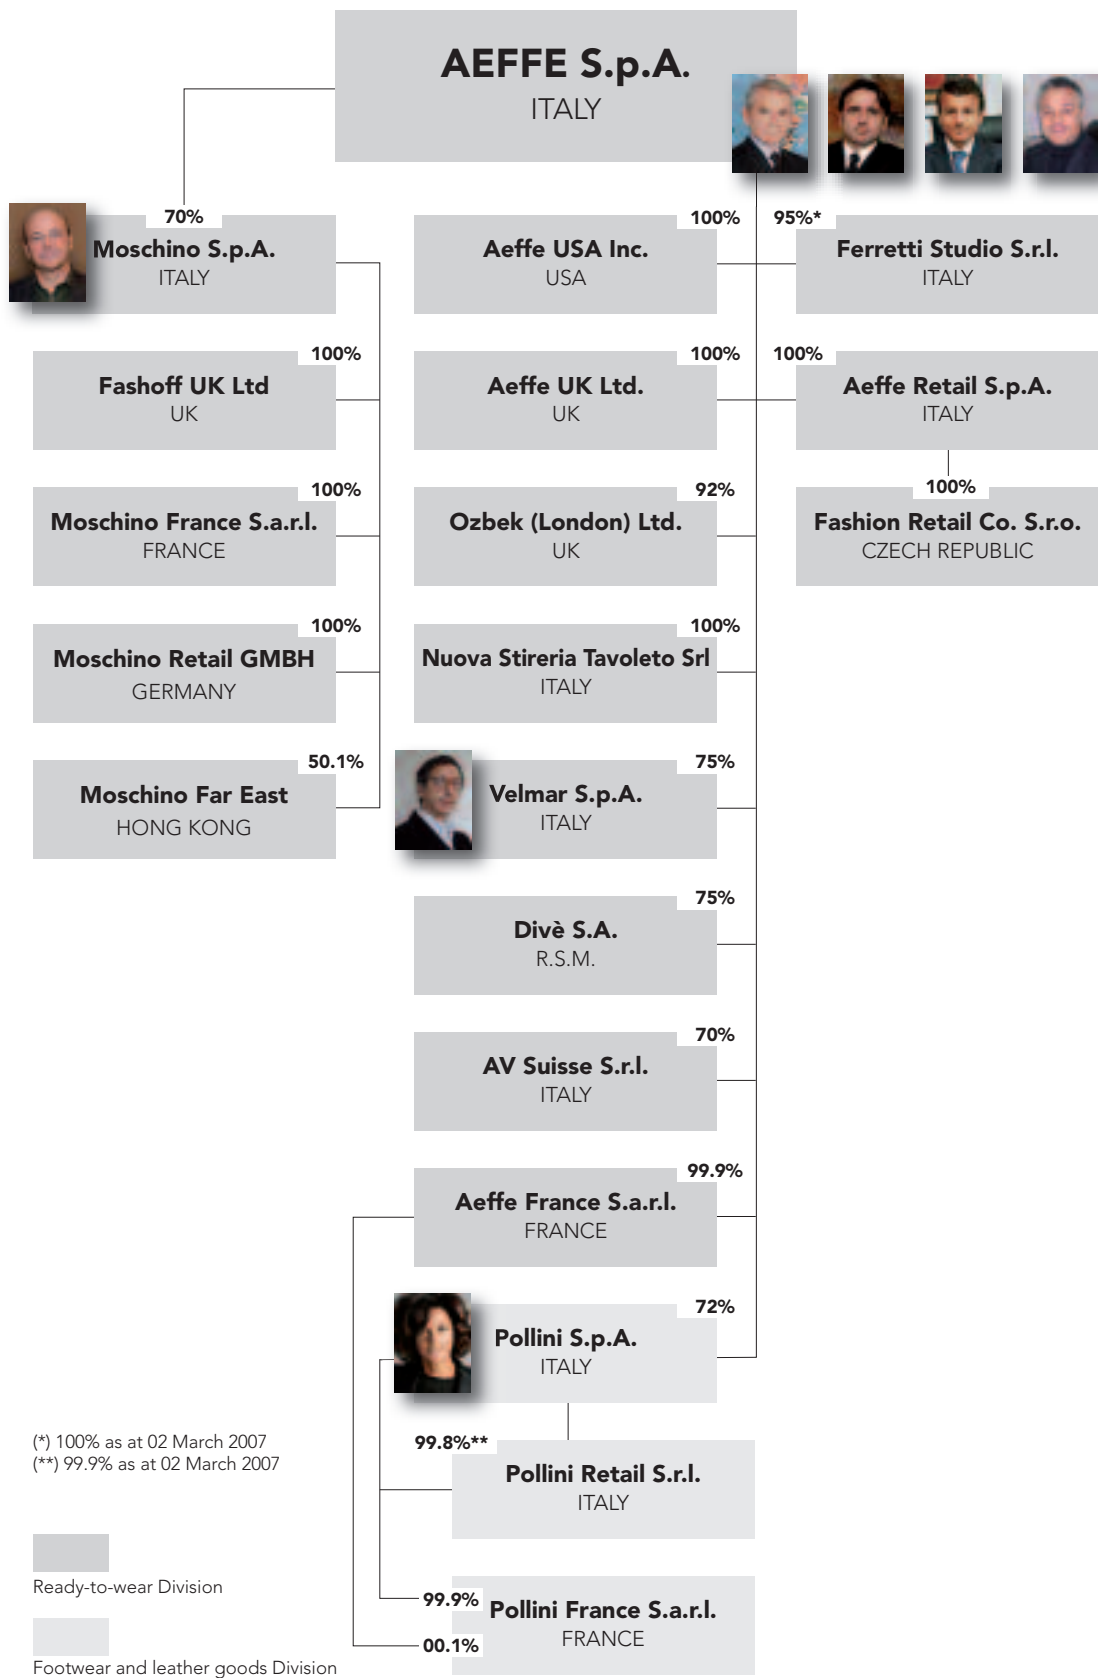 AEFFE S.p.A.
ITALY
70%
Moschino S.p.A.
ITALY
100%
Fashoff UK Ltd
UK
100%
Moschino France S.a.r.l.
FRANCE
100%
Moschino Retail GMBH
GERMANY
50.1%
Moschino Far East
HONG KONG
100%
Aeffe USA Inc.
USA
100%
Aeffe UK Ltd.
UK
92%
Ozbek (London) Ltd.
UK
100%
Nuova Stireria Tavoleto Srl
ITALY
75%
Velmar S.p.A.
ITALY
75%
Divè S.A.
R.S.M.
70%
AV Suisse S.r.l.
ITALY
99.9%
Aeffe France S.a.r.l.
FRANCE
72%
Pollini S.p.A.
ITALY
99.8%**
Pollini Retail S.r.l.
ITALY
99.9%
Pollini France S.a.r.l.
FRANCE
00.1%
95%*
Ferretti Studio S.r.l.
ITALY
100%
Aeffe Retail S.p.A.
ITALY
100%
Fashion Retail Co. S.r.o.
CZECH REPUBLIC
(*) 100% as at 02 March 2007
(**) 99.9% as at 02 March 2007
Ready-to-wear Division
Footwear and leather goods Division